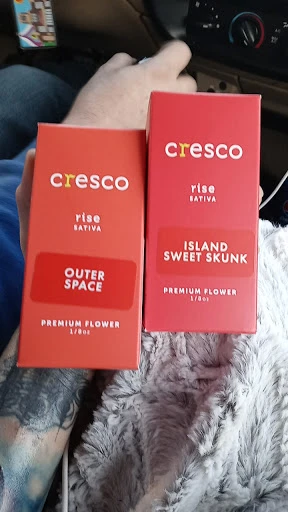 cresco
rise
SATIVA
OUTER
SPACE
PREMIUM FLOWER
1/8oz
cresco
rise
SATIVA
ISLAND
SWEET SKUNK
PREMIUM FLOWER
1/8oz